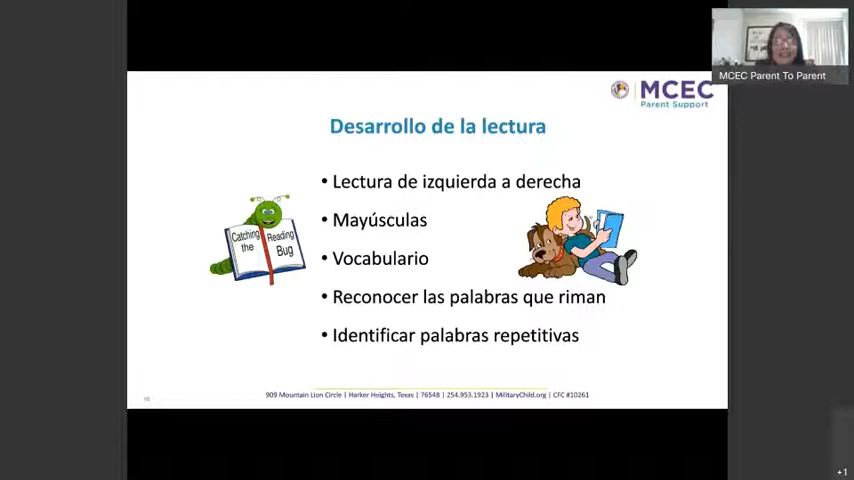 MCEC Parent To Parent
MCEC
Parent Support
Desarrollo de la lectura
• Lectura de izquierda a derecha
• Mayúsculas
• Vocabulario
• Reconocer las palabras que riman
• Identificar palabras repetitivas
Catching
the
Reading
Bug
10
909 Mountain Lion Circle | Harker Heights, Texas | 76548 | 254.953.1923 | MilitaryChild.org | CFC #10261
+1